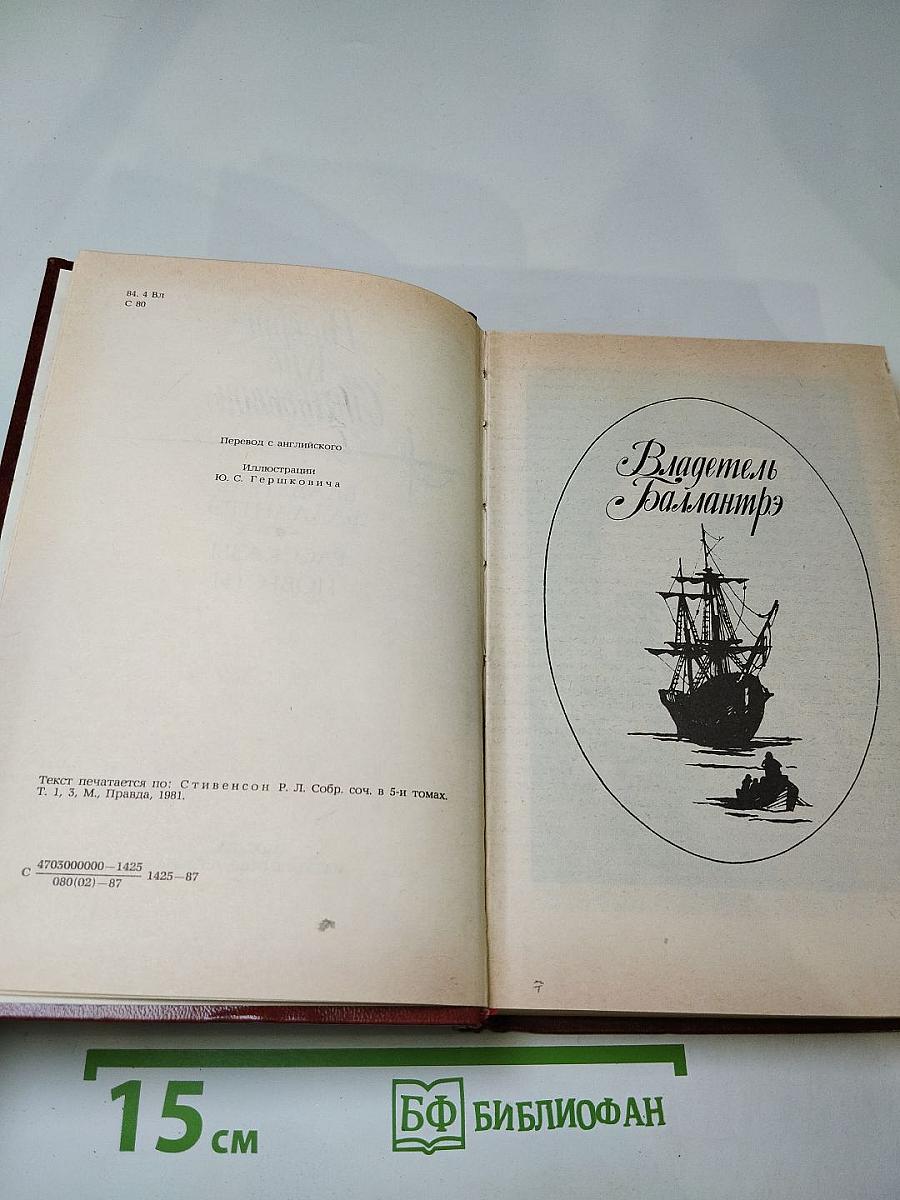 84. 4 Вл
С 80
Перевод с английского
Иллюстрации
Ю. С. Гершковича
Текст печатается по: Стивенсон Р. Л. Собр. соч. в 5-и томах.
Т. 1, 3, М., Правда, 1981.
С 4703000000—1425 1425—87
080(02)—87
Владетель
Баллантрэ
15 см
БФ БИБЛИОФАН